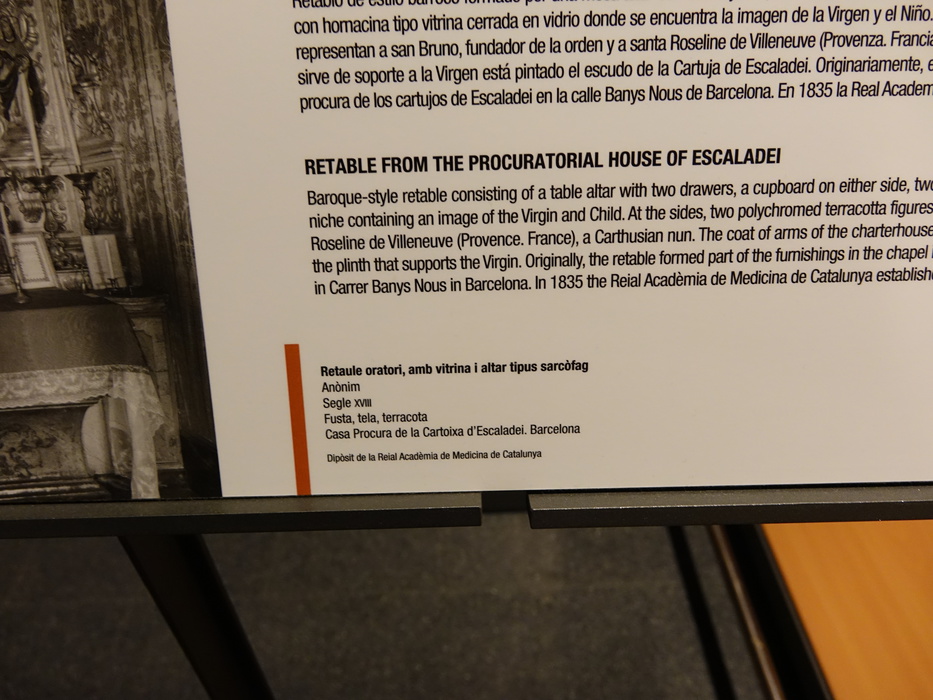 Retablo de estilo barroco formado por una mesa
con hornacina tipo vitrina cerrada en vidrio donde se encuentra la imagen de la Virgen y el Niño.
representan a san Bruno, fundador de la orden y a santa Roseline de Villeneuve (Provenza. Francia
sirve de soporte a la Virgen está pintado el escudo de la Cartuja de Escaladei. Originariamente, e
procura de los cartujos de Escaladei en la calle Banys Nous de Barcelona. En 1835 la Real Academ
RETABLE FROM THE PROCURATORIAL HOUSE OF ESCALADEI
Baroque-style retable consisting of a table altar with two drawers, a cupboard on either side, two
niche containing an image of the Virgin and Child. At the sides, two polychromed terracotta figures
Roseline de Villeneuve (Provence. France), a Carthusian nun. The coat of arms of the charterhouse
the plinth that supports the Virgin. Originally, the retable formed part of the furnishings in the chapel
in Carrer Banys Nous in Barcelona. In 1835 the Reial Acadèmia de Medicina de Catalunya establish
Retaule oratori, amb vitrina i altar tipus sarcòfag
Anònim
Segle XVIII
Fusta, tela, terracota
Casa Procura de la Cartoixa d'Escaladei. Barcelona
Dipòsit de la Reial Acadèmia de Medicina de Catalunya